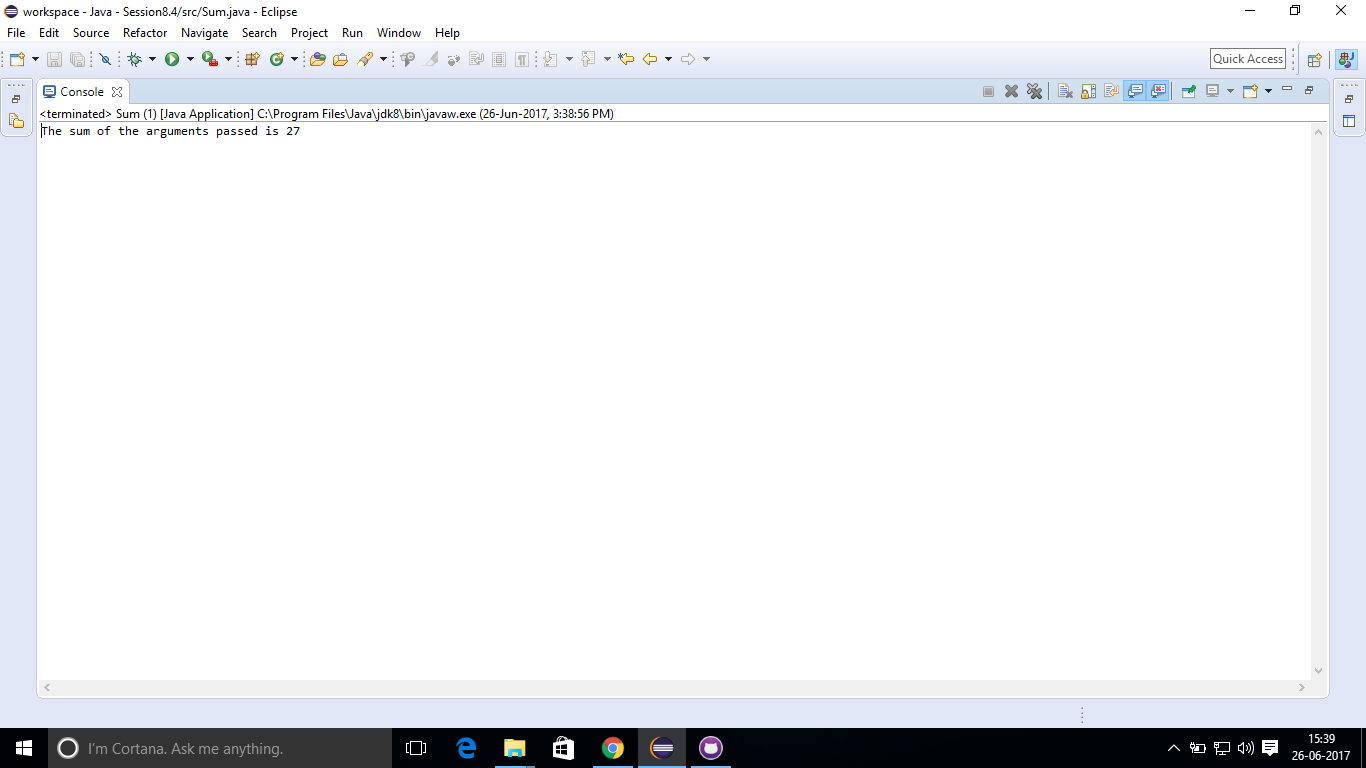 workspace - Java - Session8.4/src/Sum.java - Eclipse
File Edit Source Refactor Navigate Search Project Run Window Help
Quick Access
Console
<terminated> Sum (1) [Java Application] C:\Program Files\Java\jdk8\bin\javaw.exe (26-Jun-2017, 3:38:56 PM)
The sum of the arguments passed is 27
I'm Cortana. Ask me anything.
15:39
26-06-2017